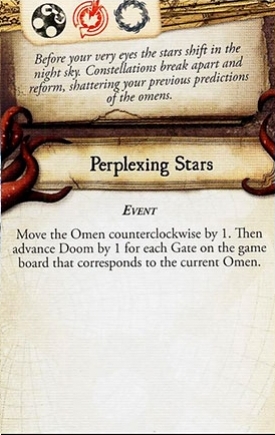 Before your very eyes the stars shift in the
night sky. Constellations break apart and
reform, shattering your previous predictions
of the omens.
Perplexing Stars
EVENT
Move the Omen counterclockwise by 1. Then
advance Doom by 1 for each Gate on the game
board that corresponds to the current Omen.